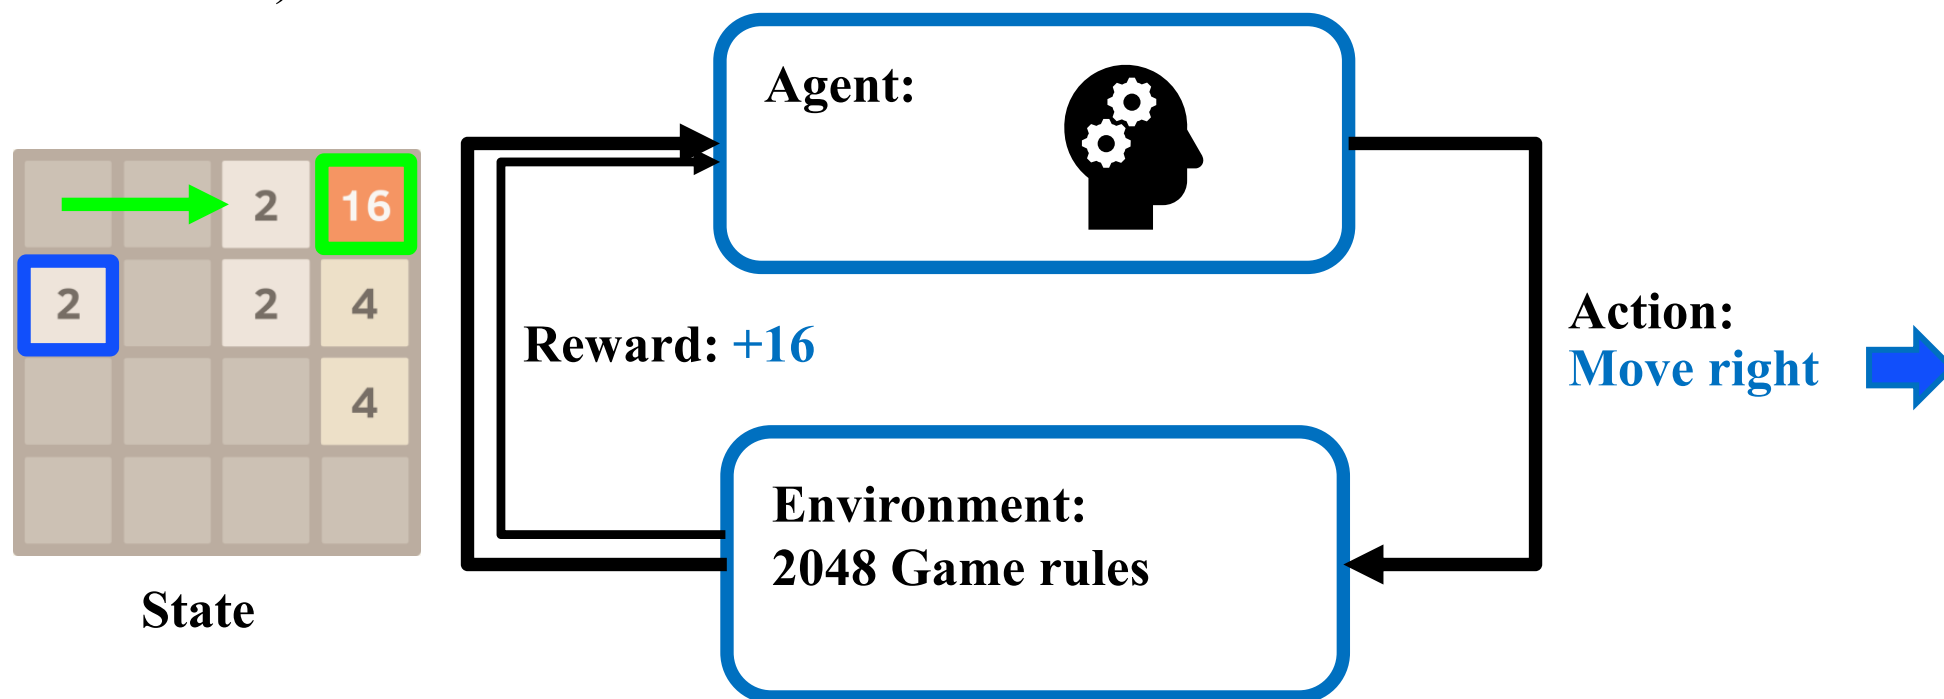 Agent:
2 16
2 2 4
4
Reward: +16
Action:
Move right
Environment:
2048 Game rules
State